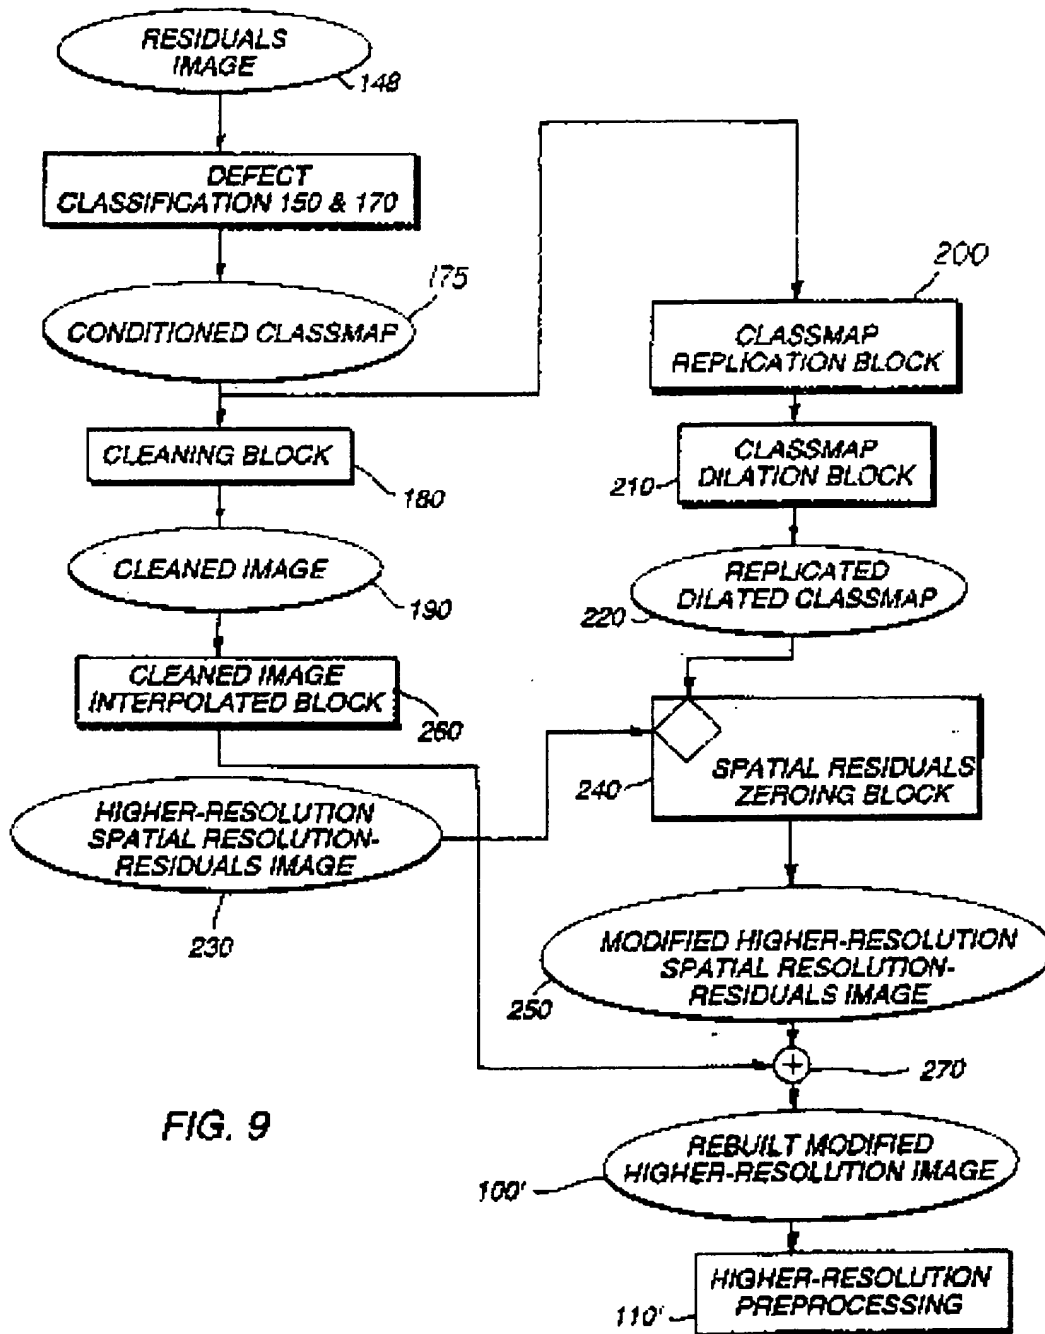 RESIDUALS
IMAGE
148
DEFECT
CLASSIFICATION 150 & 170
175
CONDITIONED CLASSMAP
CLEANING BLOCK
180
CLEANED IMAGE
190
CLEANED IMAGE
INTERPOLATED BLOCK
260
HIGHER-RESOLUTION
SPATIAL RESOLUTION-
RESIDUALS IMAGE
230
200
CLASSMAP
REPLICATION BLOCK
CLASSMAP
DILATION BLOCK
210
REPLICATED
DILATED CLASSMAP
220
SPATIAL RESIDUALS
ZEROING BLOCK
240
MODIFIED HIGHER-RESOLUTION
SPATIAL RESOLUTION-
RESIDUALS IMAGE
250
+
270
REBUILT MODIFIED
HIGHER-RESOLUTION IMAGE
100'
HIGHER-RESOLUTION
PREPROCESSING
110'
FIG. 9